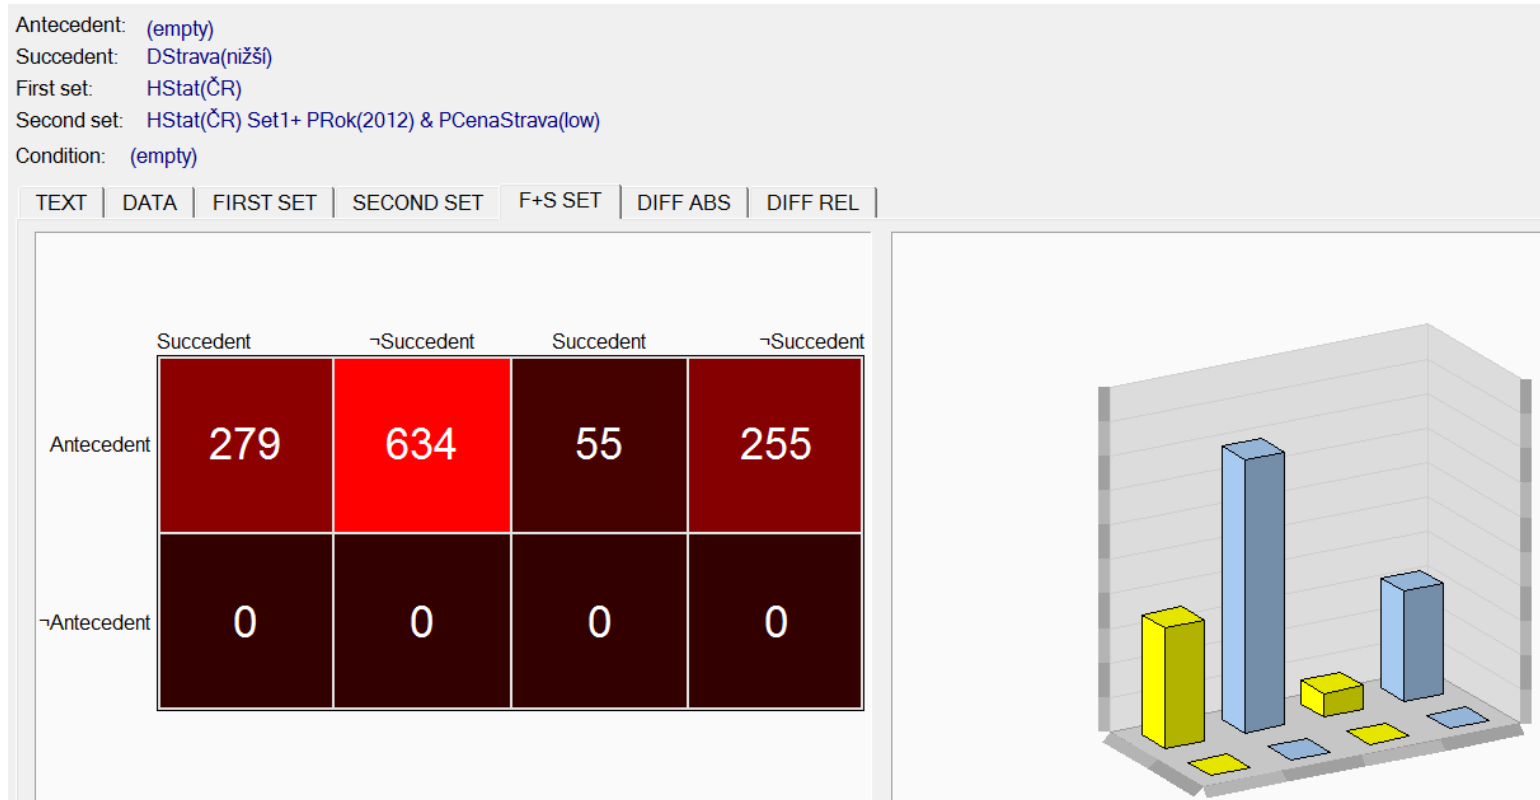 Antecedent: (empty)
Succedent: DStrava(nižší)
First set: HStat(ČR)
Second set: HStat(ČR) Set1+ PRok(2012) & PCenaStrava(low)
Condition: (empty)
TEXT DATA FIRST SET SECOND SET F+S SET DIFF ABS DIFF REL
Succedent ¬Succedent Succedent ¬Succedent
Antecedent 279 634 55 255
¬Antecedent 0 0 0 0